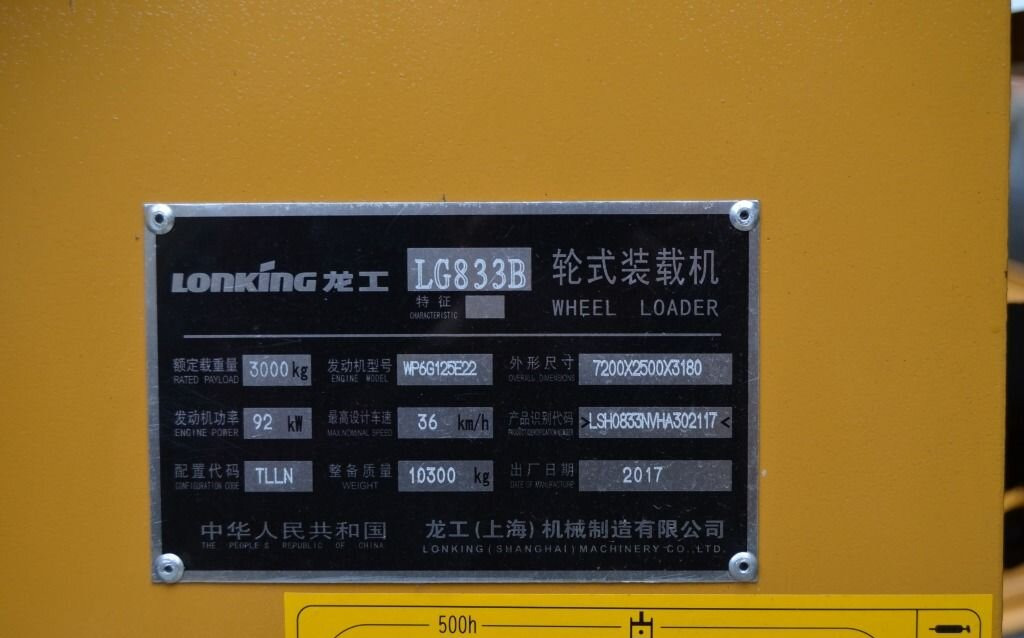 LONKING 龙工 LG833B 轮式装载机
特征
CHARACTERISTIC WHEEL LOADER
额定载重量 3000kg 发动机型号 WP6G125E22 外形尺寸 7200X2500X3180
RATED PAYLOAD ENGINE MODEL OVERALL DIMENSIONS
发动机功率 92 kW 最高设计车速 36 km/h 产品识别代码 >LSH0833NVHA302117<
ENGINE POWER MAX.NOMINAL SPEED PRODUCT IDENTIFICATION NUMBER
配置代码 TLLN 整备质量 10300 kg 出厂日期 2017
CONFIGURATION CODE WEIGHT DATE OF MANUFACTURE
中华人民共和国 龙工(上海)机械制造有限公司
THE PEOPLE'S REPUBLIC OF CHINA LONKING(SHANGHAI)MACHINERY CO.,LTD.
500h